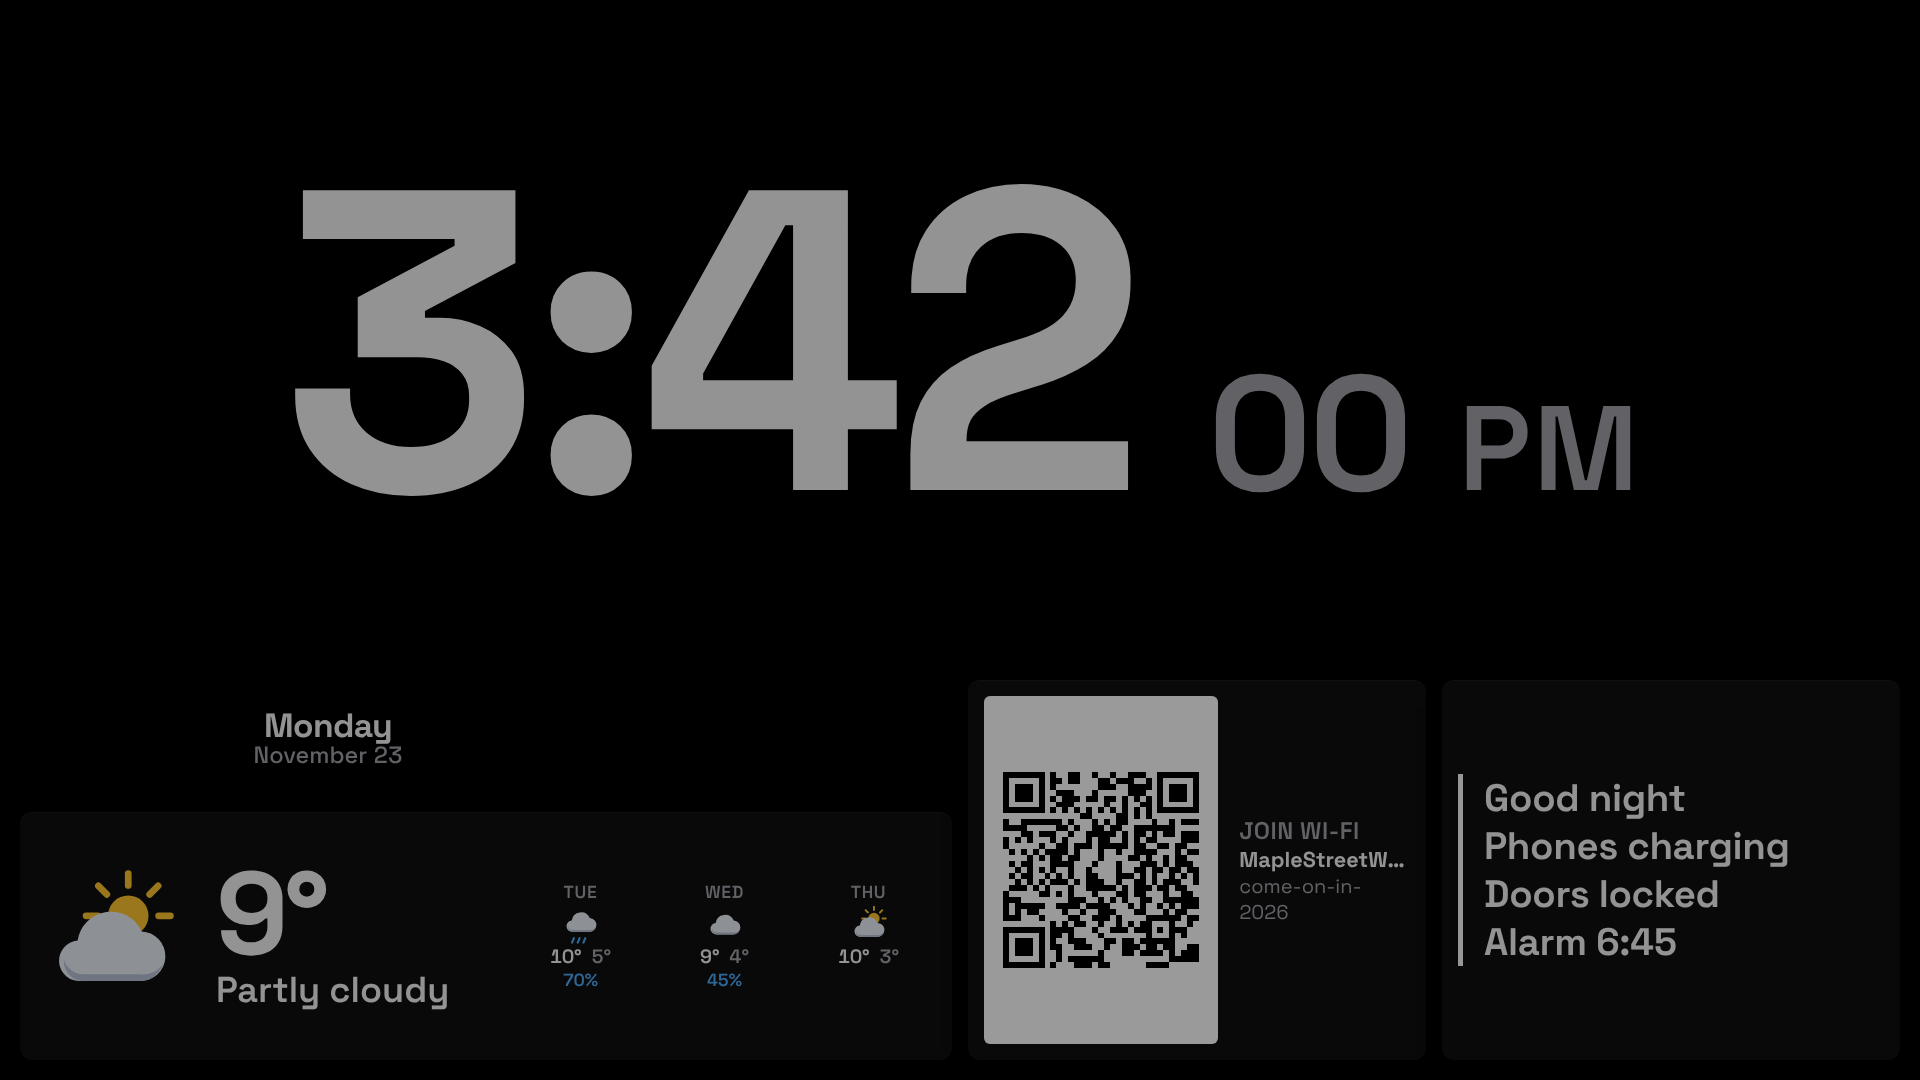 3:42 00 PM
Monday
November 23
9°
Partly cloudy
TUE
10° 5°
70%
WED
9° 4°
45%
THU
10° 3°
JOIN WI-FI
MapleStreetW...
come-on-in-
2026
Good night
Phones charging
Doors locked
Alarm 6:45